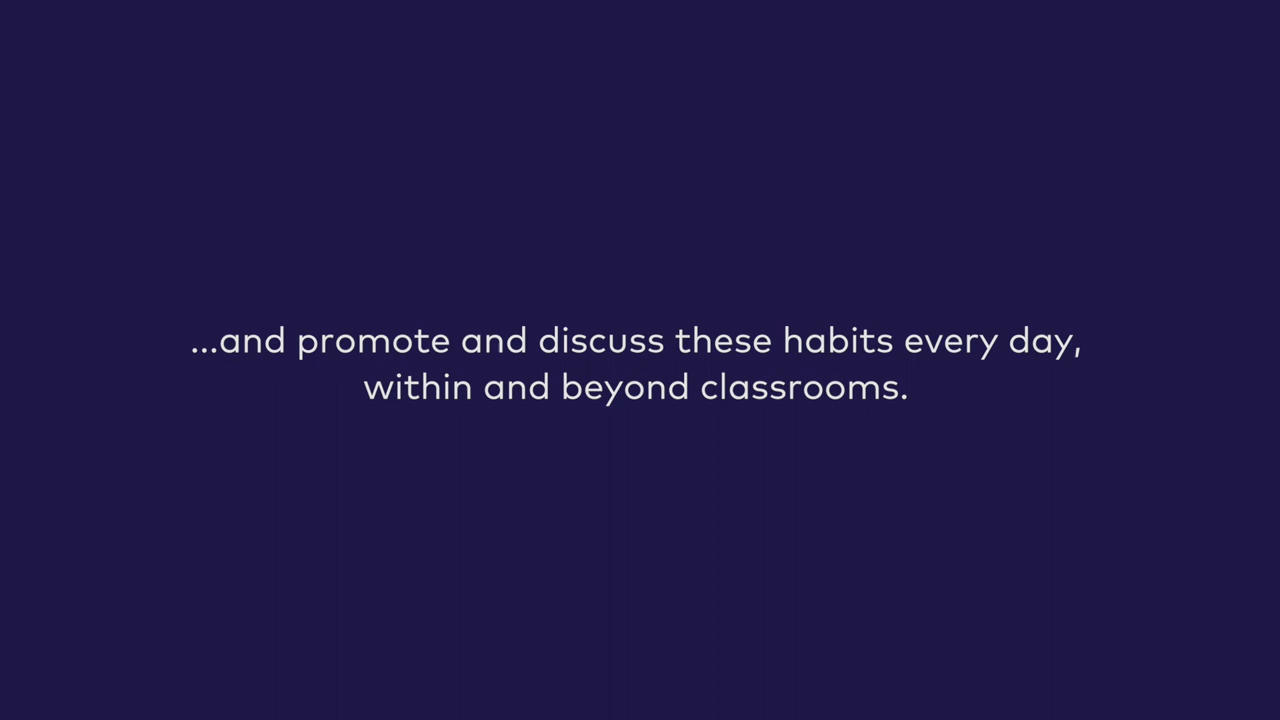 ...and promote and discuss these habits every day,
within and beyond classrooms.